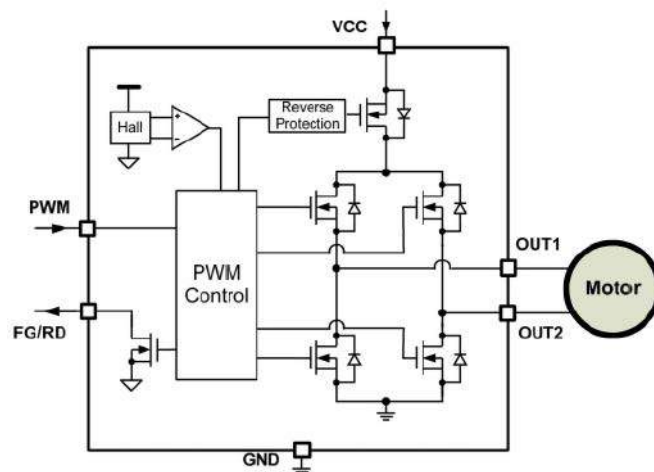 VCC
Hall
+
-
Reverse
Protection
PWM
PWM
Control
OUT1
Motor
OUT2
FG/RD
GND